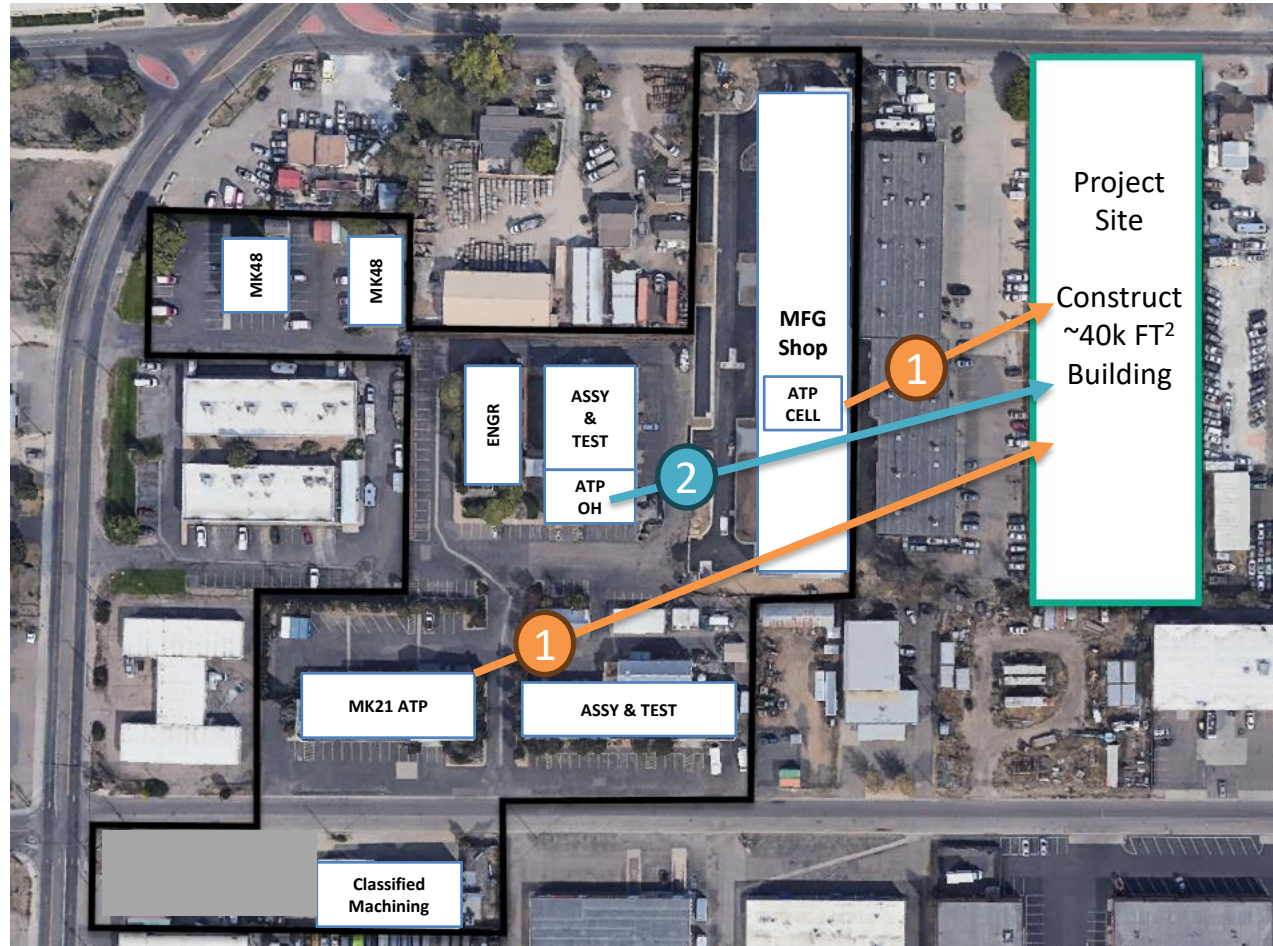 Project
Site
Construct
~40k FT²
Building
MK48
MK48
MFG
Shop
ATP
CELL
1
ENGR
ASSY
&
TEST
ATP
OH
2
1
MK21 ATP
ASSY & TEST
Classified
Machining